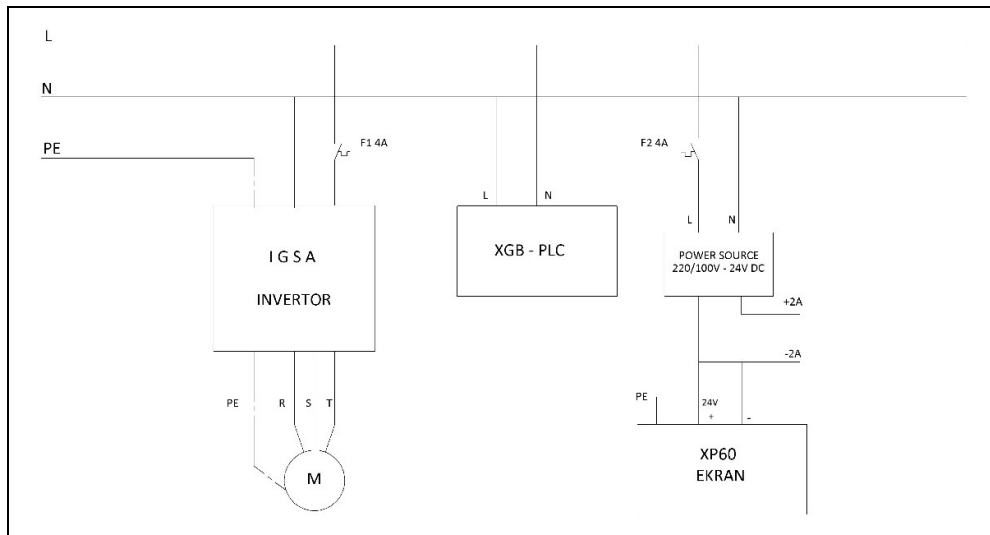 L
N
PE
F1 4A
F2 4A
L
N
L
N
I G S A
INVERTOR
XGB - PLC
POWER SOURCE
220/100V - 24V DC
+2A
-2A
PE
R
S
T
PE
24V
+
-
M
XP60
EKRAN